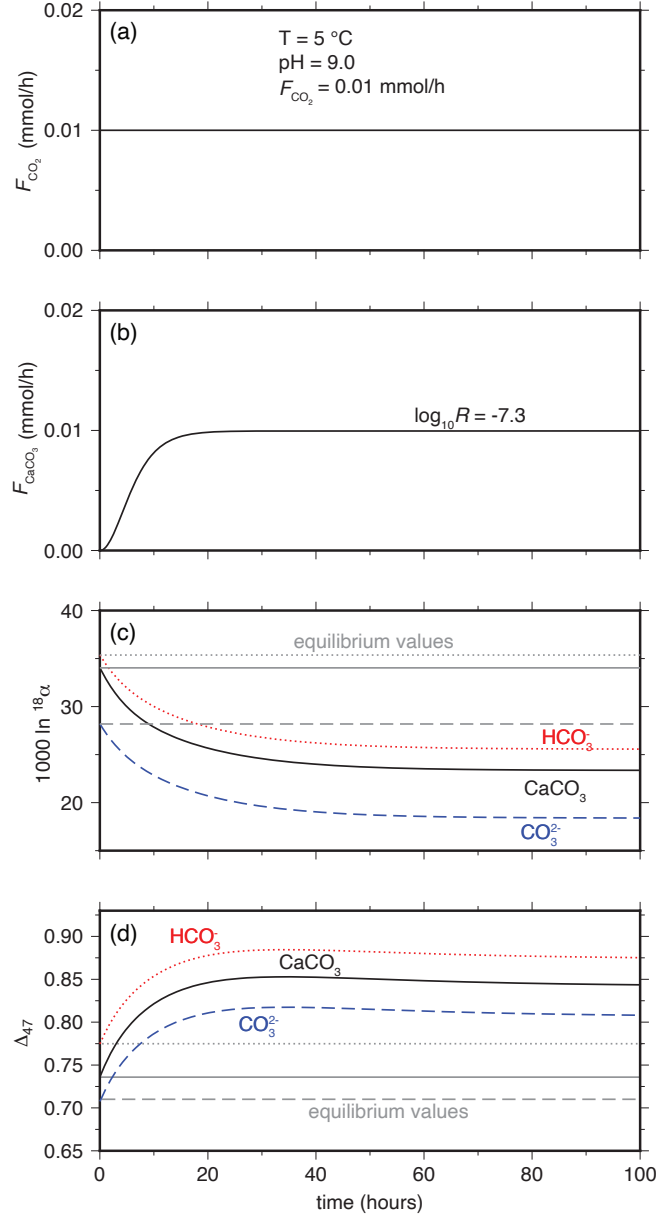 (a)
T = 5 °C
pH = 9.0
F_CO₂ = 0.01 mmol/h
F_CO₂ (mmol/h)
0.02
0.01
0.00
(b)
log₁₀R = -7.3
F_CaCO₃ (mmol/h)
0.02
0.01
0.00
(c)
equilibrium values
HCO₃⁻
CaCO₃
CO₃²⁻
1000 ln ¹⁸α
40
30
20
(d)
HCO₃⁻
CaCO₃
CO₃²⁻
equilibrium values
Δ₄₇
0.90
0.85
0.80
0.75
0.70
0.65
0 20 40 60 80 100
time (hours)